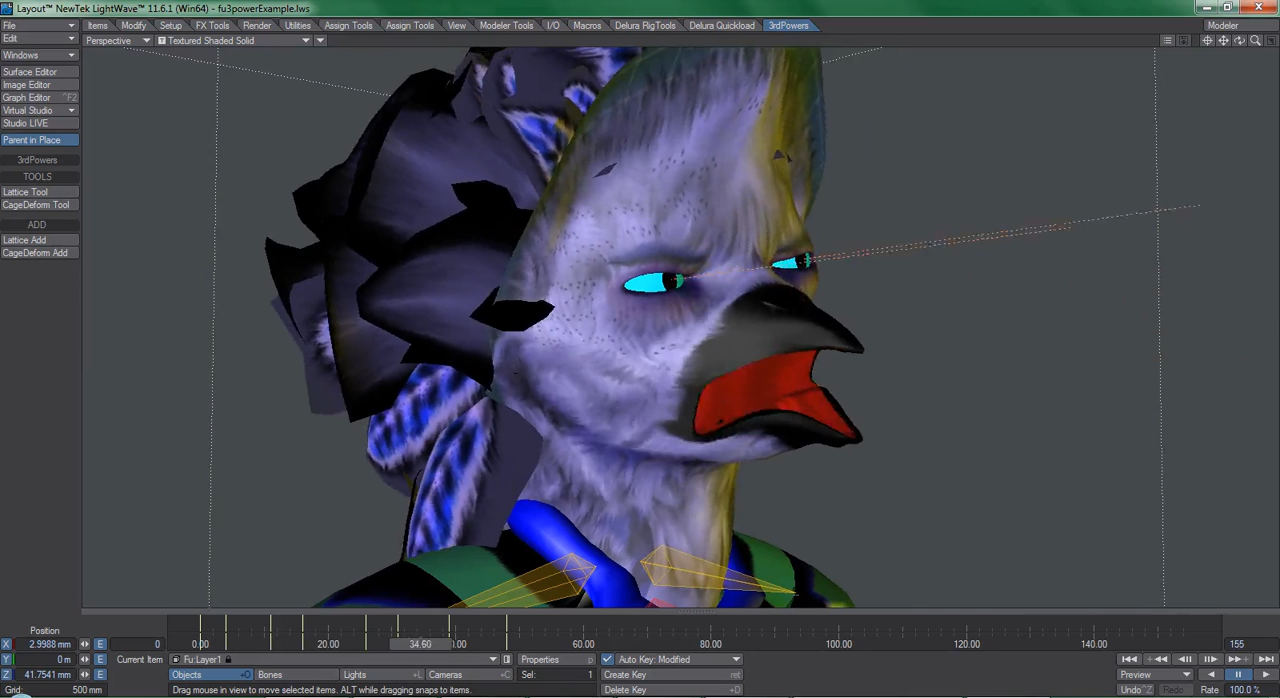 Layout™ NewTek LightWave™ 11.6.1 (Win64) - fu3powerExample.lws
File Items Modify Setup FX Tools Render Utilities Assign Tools Assign Tools View Modeler Tools I/O Macros Delura RigTools Delura Quickload 3rdPowers Modeler
Edit Perspective T Textured Shaded Solid
Windows
Surface Editor
Image Editor
Graph Editor ^F2
Virtual Studio
Studio LIVE
Parent in Place
3rdPowers
TOOLS
Lattice Tool
CageDeform Tool
ADD
Lattice Add
CageDeform Add
Position
X 2.9988 mm E 0 0.00 20.00 34.60 60.00 80.00 100.00 120.00 140.00 155
Y 0 m E Current Item Fu:Layer1 Properties p Auto Key: Modified
Z 41.7541 mm E Objects +O Bones Lights +L Cameras +C Sel: 1 Create Key ret Preview
Grid: 500 mm Drag mouse in view to move selected items. ALT while dragging snaps to items. Delete Key +D Undo ^Z Redo Rate 100.0 %